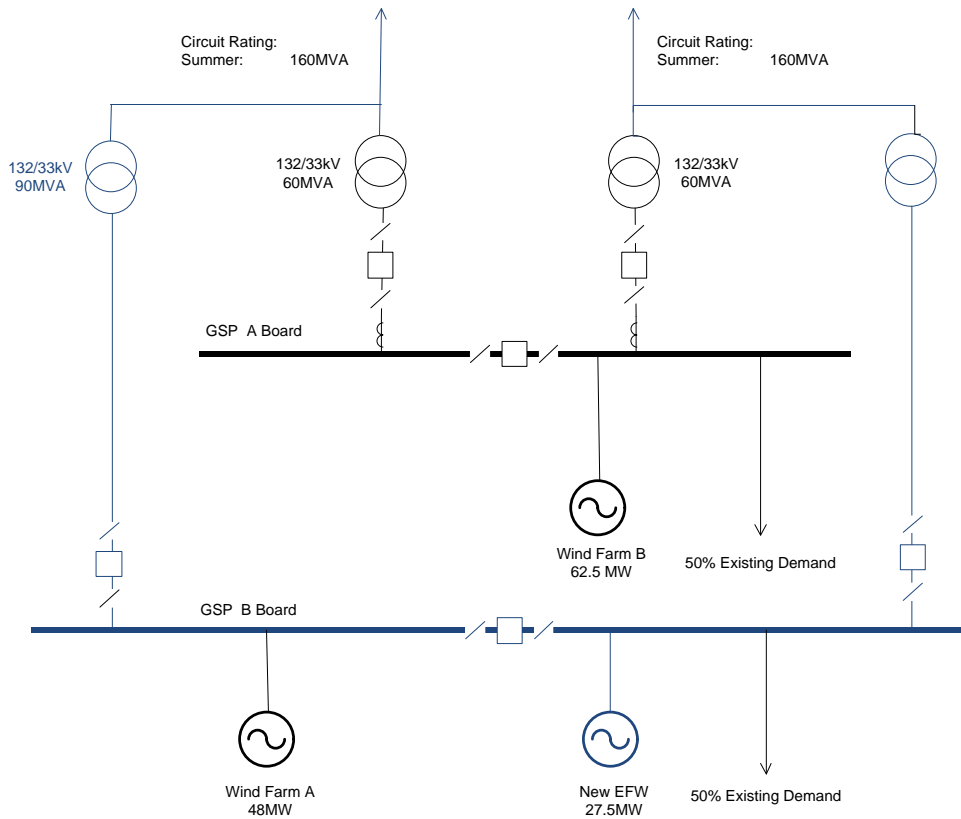 Circuit Rating:
Summer: 160MVA
Circuit Rating:
Summer: 160MVA
132/33kV
90MVA
132/33kV
60MVA
132/33kV
60MVA
GSP A Board
Wind Farm B
62.5 MW
50% Existing Demand
GSP B Board
Wind Farm A
48MW
New EFW
27.5MW
50% Existing Demand